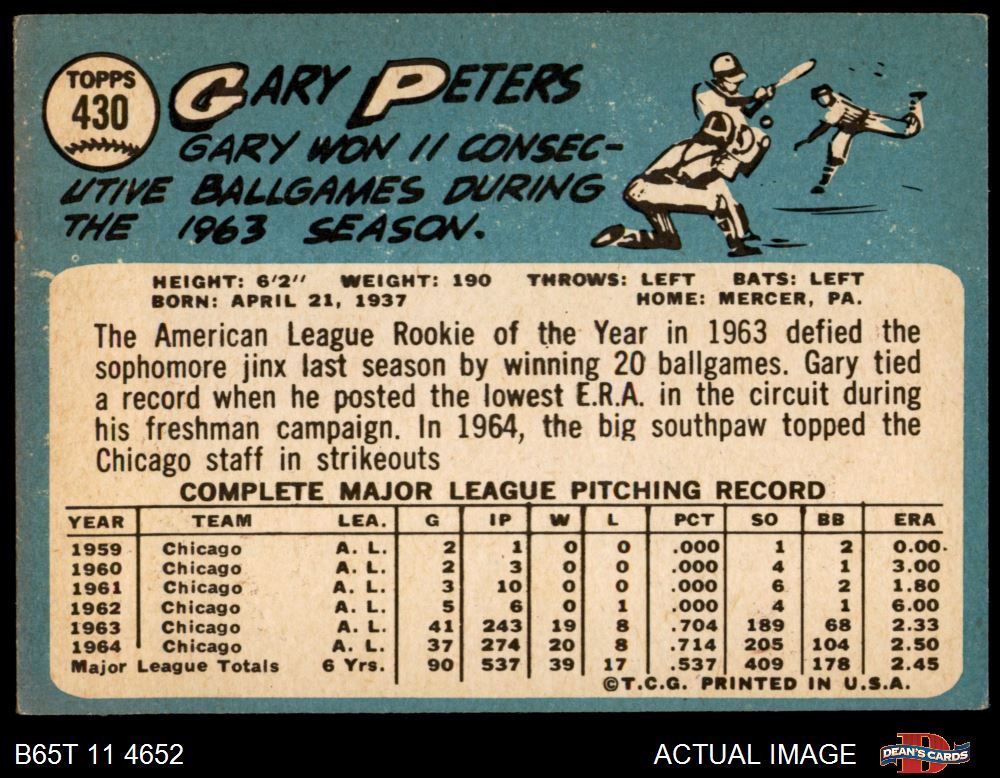 TOPPS
430
GARY PETERS
GARY WON 11 CONSEC-
UTIVE BALLGAMES DURING
THE 1963 SEASON.
HEIGHT: 6'2" WEIGHT: 190 THROWS: LEFT BATS: LEFT
BORN: APRIL 21, 1937 HOME: MERCER, PA.
The American League Rookie of the Year in 1963 defied the
sophomore jinx last season by winning 20 ballgames. Gary tied
a record when he posted the lowest E.R.A. in the circuit during
his freshman campaign. In 1964, the big southpaw topped the
Chicago staff in strikeouts
COMPLETE MAJOR LEAGUE PITCHING RECORD
YEAR TEAM LEA. G IP W L PCT SO BB ERA
1959 Chicago A. L. 2 1 0 0 .000 1 2 0.00
1960 Chicago A. L. 2 3 0 0 .000 4 1 3.00
1961 Chicago A. L. 3 10 0 0 .000 6 2 1.80
1962 Chicago A. L. 5 6 0 1 .000 4 1 6.00
1963 Chicago A. L. 41 243 19 8 .704 189 68 2.33
1964 Chicago A. L. 37 274 20 8 .714 205 104 2.50
Major League Totals 6 Yrs. 90 537 39 17 .537 409 178 2.45
©T.C.G. PRINTED IN U.S.A.
B65T 11 4652 ACTUAL IMAGE DEAN'S CARDS